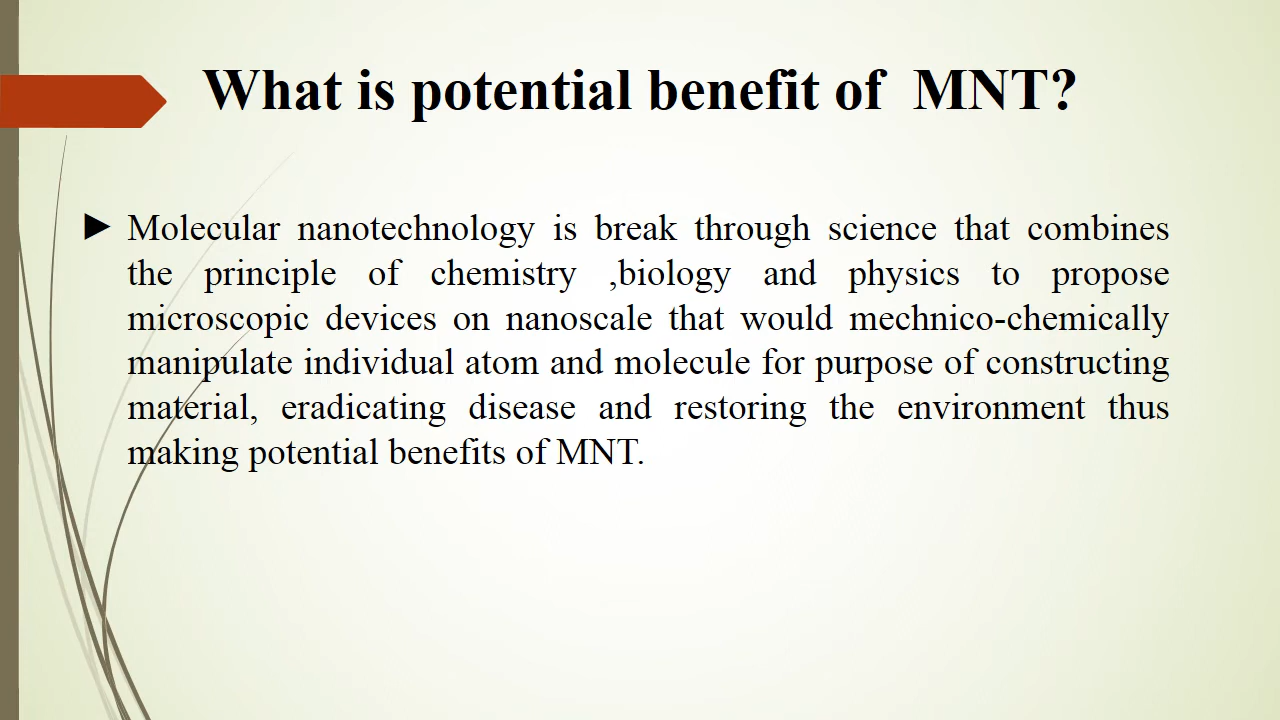 What is potential benefit of  MNT?
Molecular nanotechnology is break through science that combines
the principle of chemistry ,biology and physics to propose
microscopic devices on nanoscale that would mechnico-chemically
manipulate individual atom and molecule for purpose of constructing
material, eradicating disease and restoring the environment thus
making potential benefits of MNT.